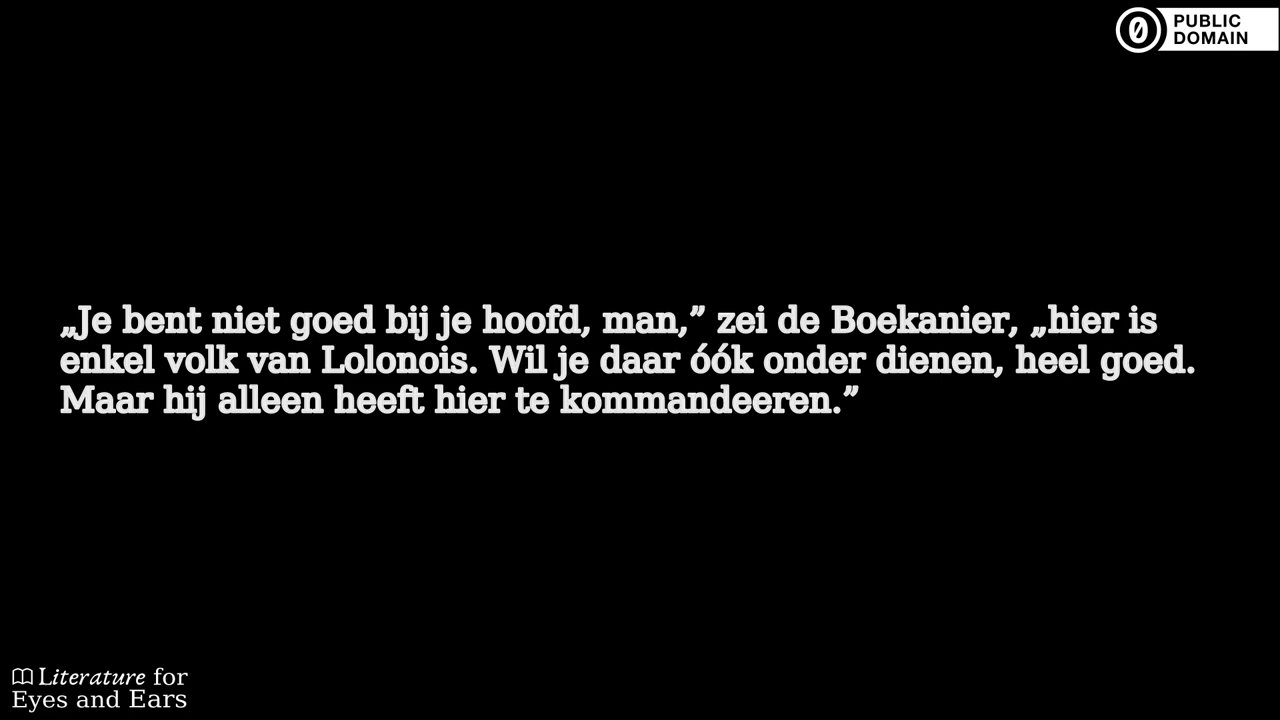 PUBLIC
DOMAIN
„Je bent niet goed bij je hoofd, man,” zei de Boekanier, „hier is
enkel volk van Lolonois. Wil je daar óók onder dienen, heel goed.
Maar hij alleen heeft hier te kommandeeren.”
Literature for
Eyes and Ears